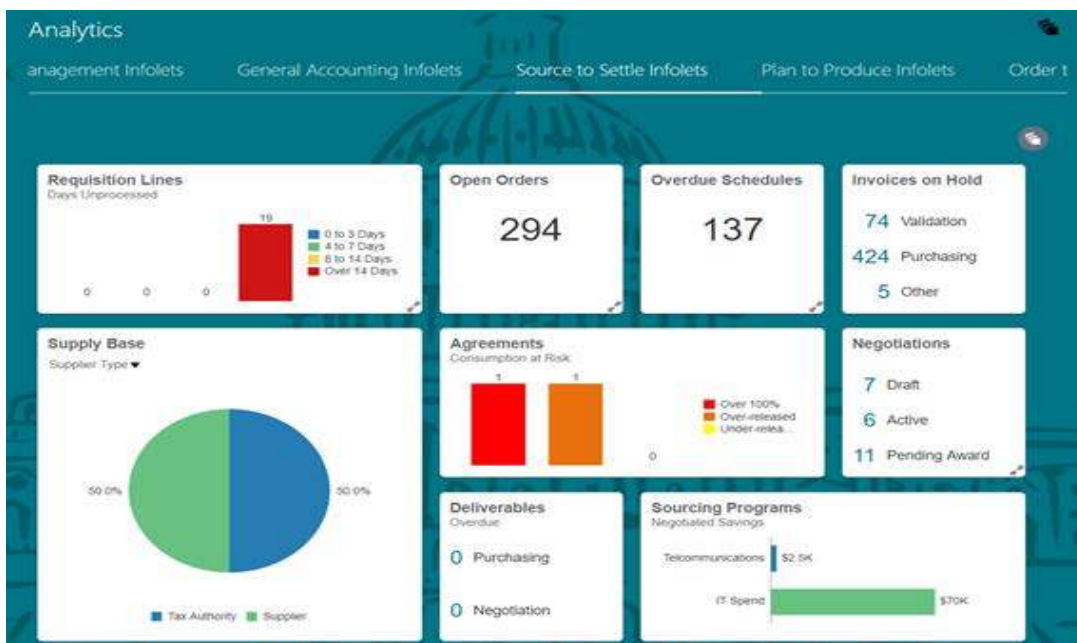 Analytics
anagement Infolets General Accounting Infolets Source to Settle Infolets Plan to Produce Infolets Order t
Requisition Lines
Days Unprocessed
19
0 to 3 Days
4 to 7 Days
8 to 14 Days
Over 14 Days
0 0 0
Open Orders
294
Overdue Schedules
137
Invoices on Hold
74 Validation
424 Purchasing
5 Other
Supply Base
Supplier Type
50.0% 50.0%
Tax Authority Supplier
Agreements
Consumption at Risk
1 1
Over 100%
Over-released
Under-relea...
0
Negotiations
7 Draft
6 Active
11 Pending Award
Deliverables
Overdue
0 Purchasing
0 Negotiation
Sourcing Programs
Negotiated Savings
Telcommunications $2.5K
IT Spend $70K